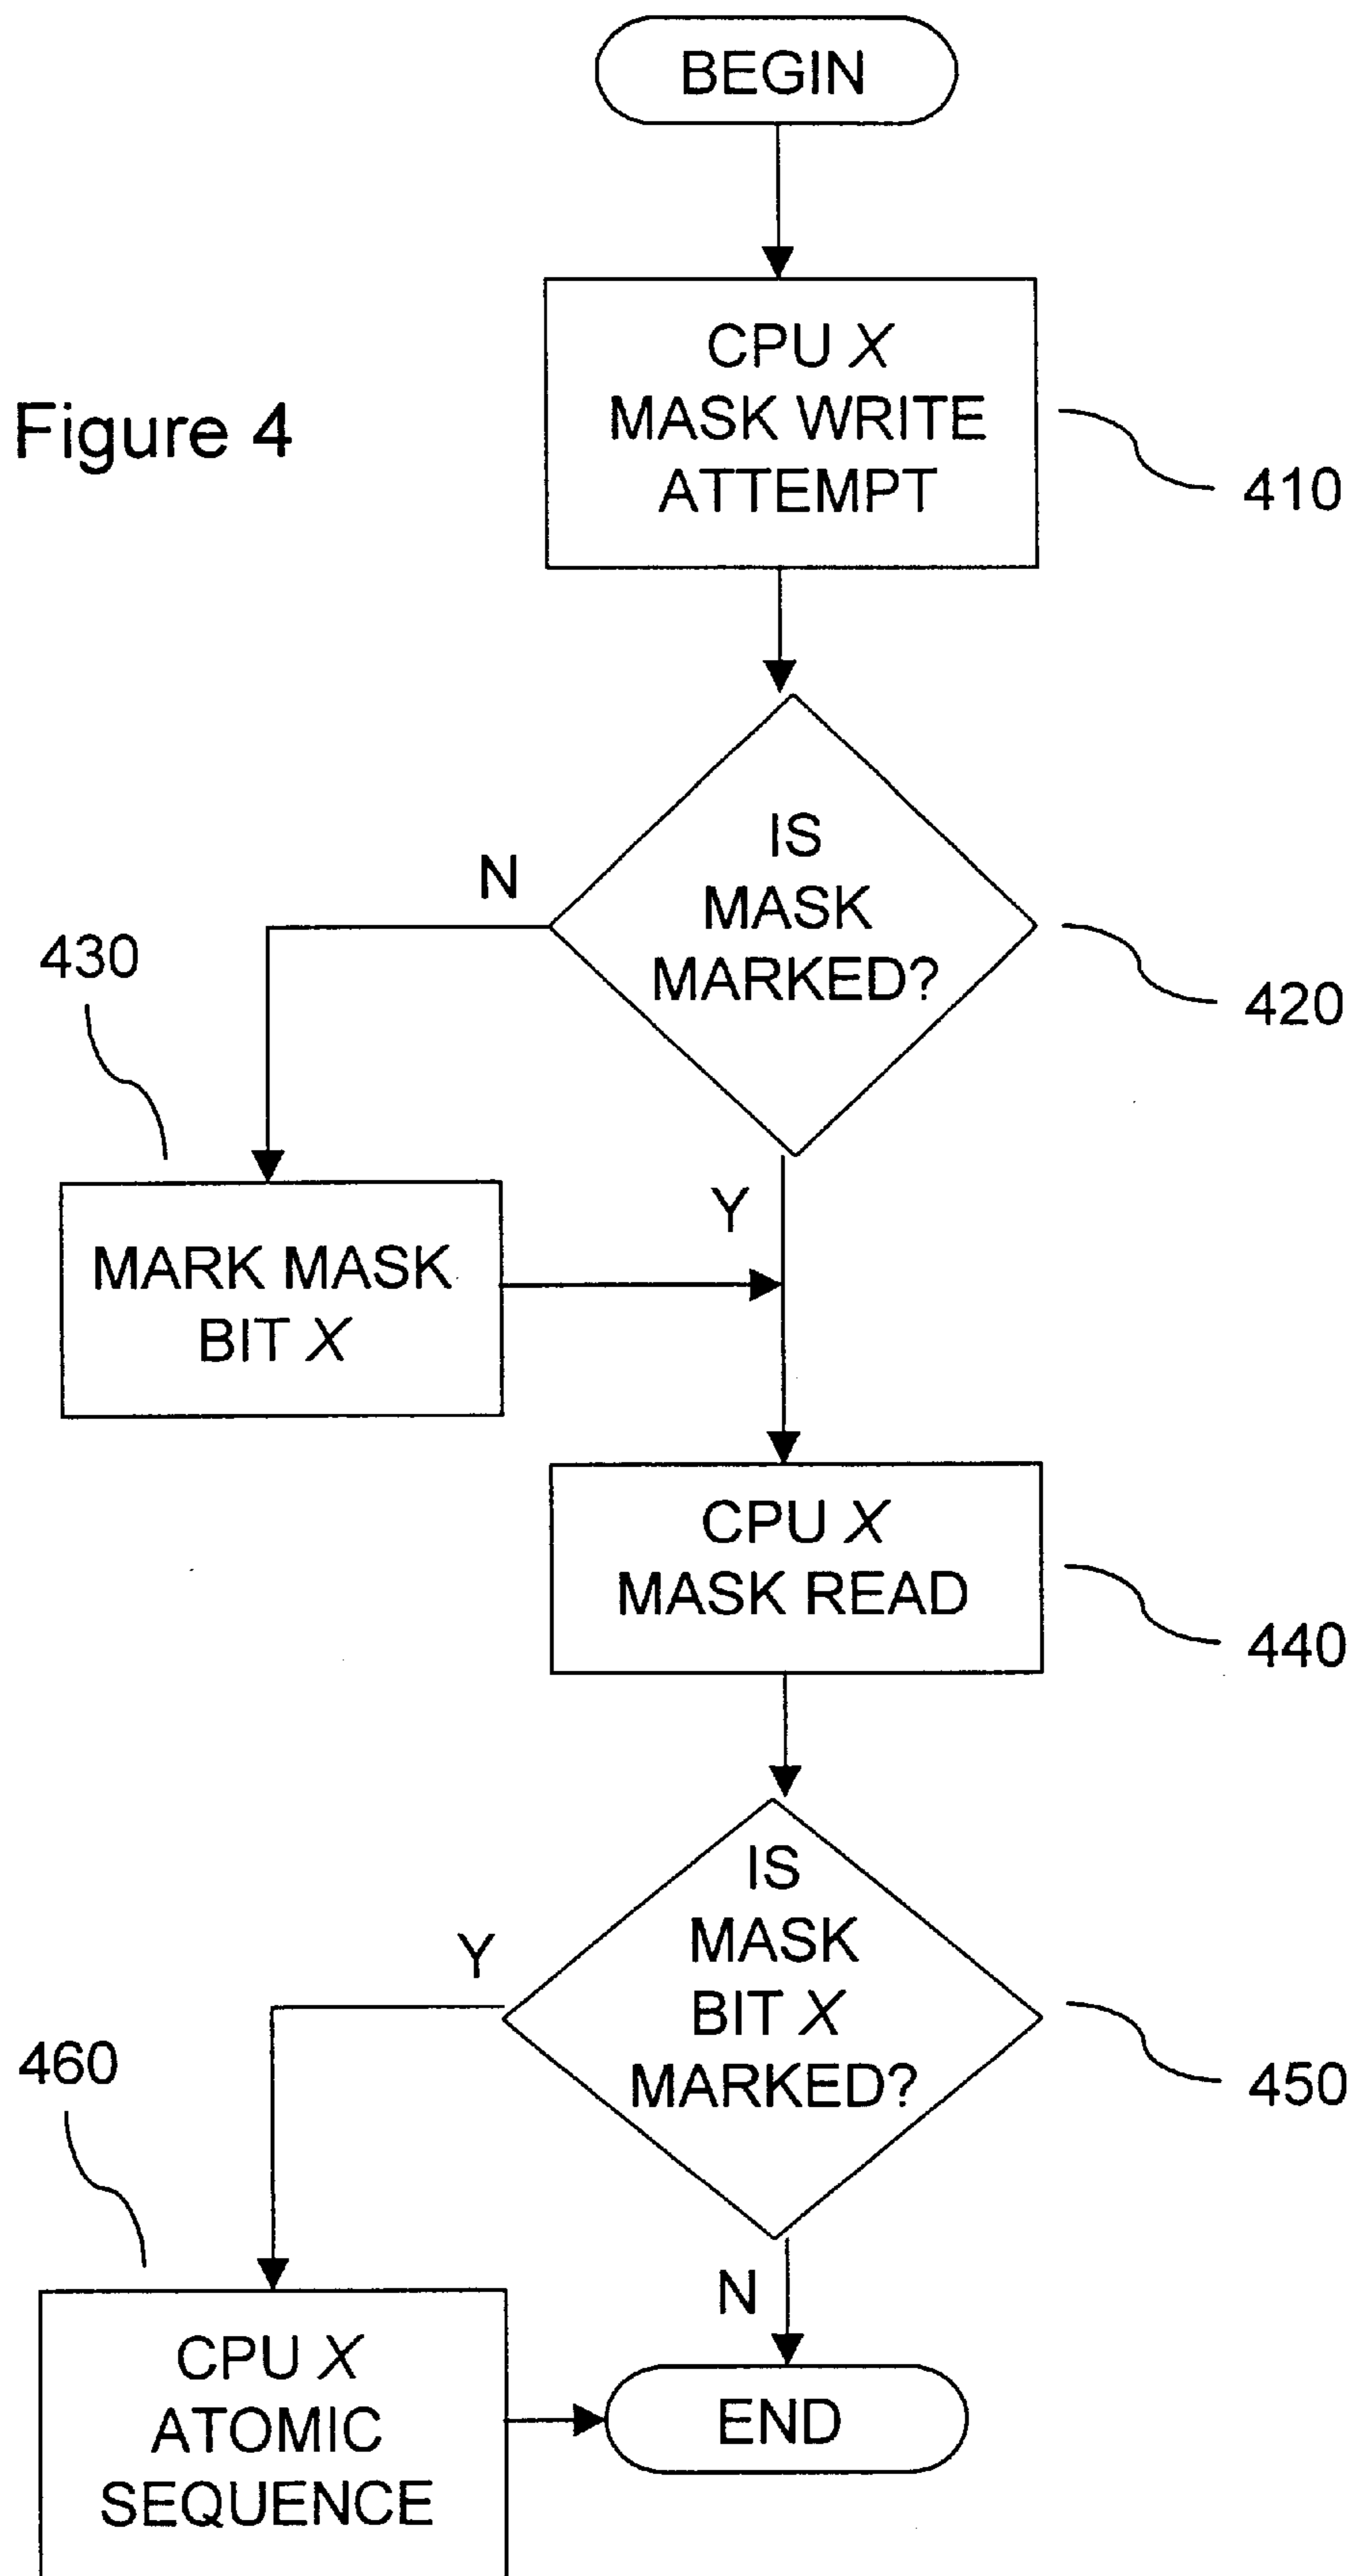 BEGIN
Figure 4
CPU X
MASK WRITE
ATTEMPT
410
IS
MASK
MARKED?
N
420
430
Y
MARK MASK
BIT X
CPU X
MASK READ
440
IS
MASK
BIT X
MARKED?
Y
450
460
N
CPU X
ATOMIC
SEQUENCE
END